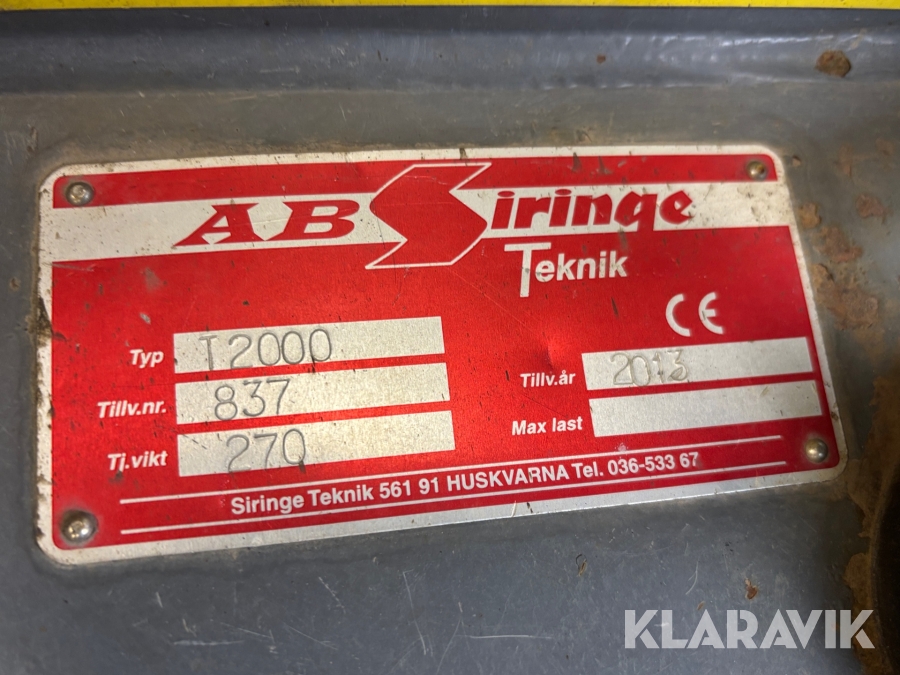 AB Siringe
Teknik
CE
Typ T2000
Tillv.nr. 837
Tj.vikt 270
Tillv.år 2013
Max last
Siringe Teknik 561 91 HUSKVARNA Tel. 036-533 67
KLARAVIK